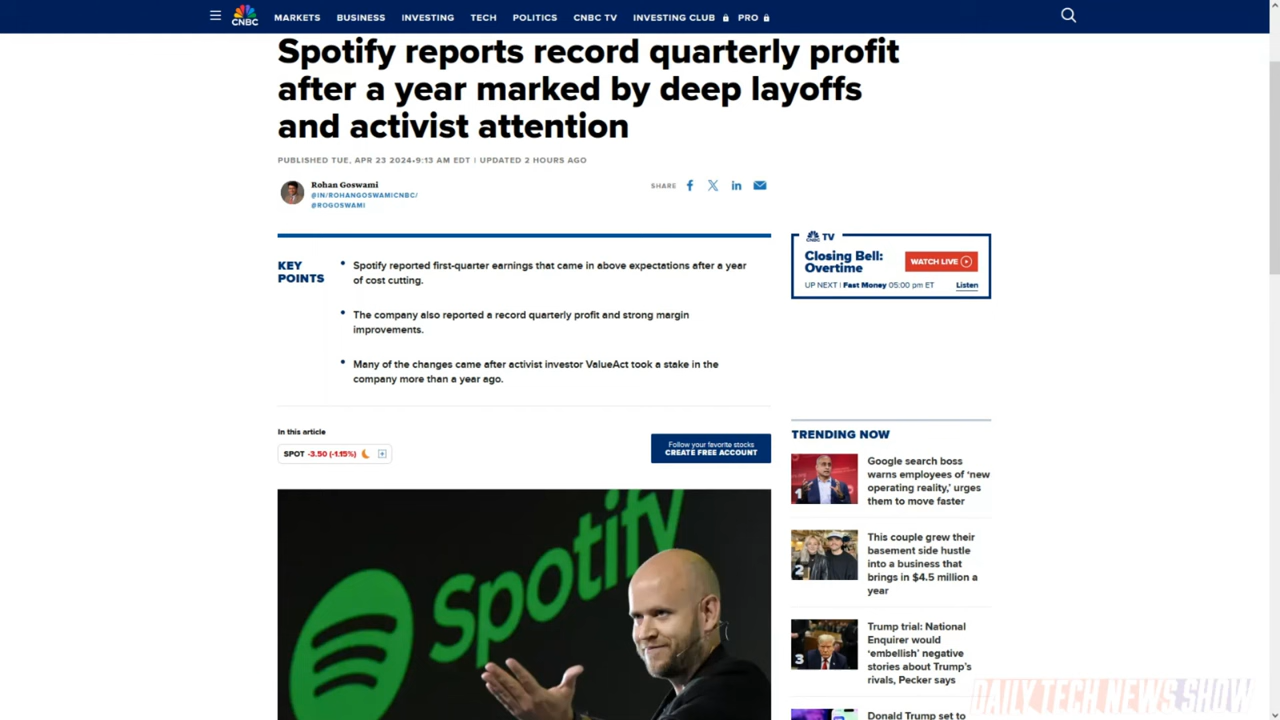 MARKETS BUSINESS INVESTING TECH POLITICS CNBC TV INVESTING CLUB PRO
CNBC
Spotify reports record quarterly profit
after a year marked by deep layoffs
and activist attention
PUBLISHED TUE, APR 23 2024•9:13 AM EDT | UPDATED 2 HOURS AGO
Rohan Goswami
@IN/ROHANGOSWAMICNBC/
@ROGOSWAMI
SHARE
KEY
POINTS
• Spotify reported first-quarter earnings that came in above expectations after a year
of cost cutting.
• The company also reported a record quarterly profit and strong margin
improvements.
• Many of the changes came after activist investor ValueAct took a stake in the
company more than a year ago.
TV
Closing Bell:
Overtime
WATCH LIVE
UP NEXT | Fast Money 05:00 pm ET Listen
In this article
SPOT -3.50 (-1.15%)
Follow your favorite stocks
CREATE FREE ACCOUNT
Spotify
TRENDING NOW
1
Google search boss
warns employees of ‘new
operating reality,’ urges
them to move faster
2
This couple grew their
basement side hustle
into a business that
brings in $4.5 million a
year
3
Trump trial: National
Enquirer would
‘embellish’ negative
stories about Trump’s
rivals, Pecker says
Donald Trump set to
DAILY TECH NEWS SHOW